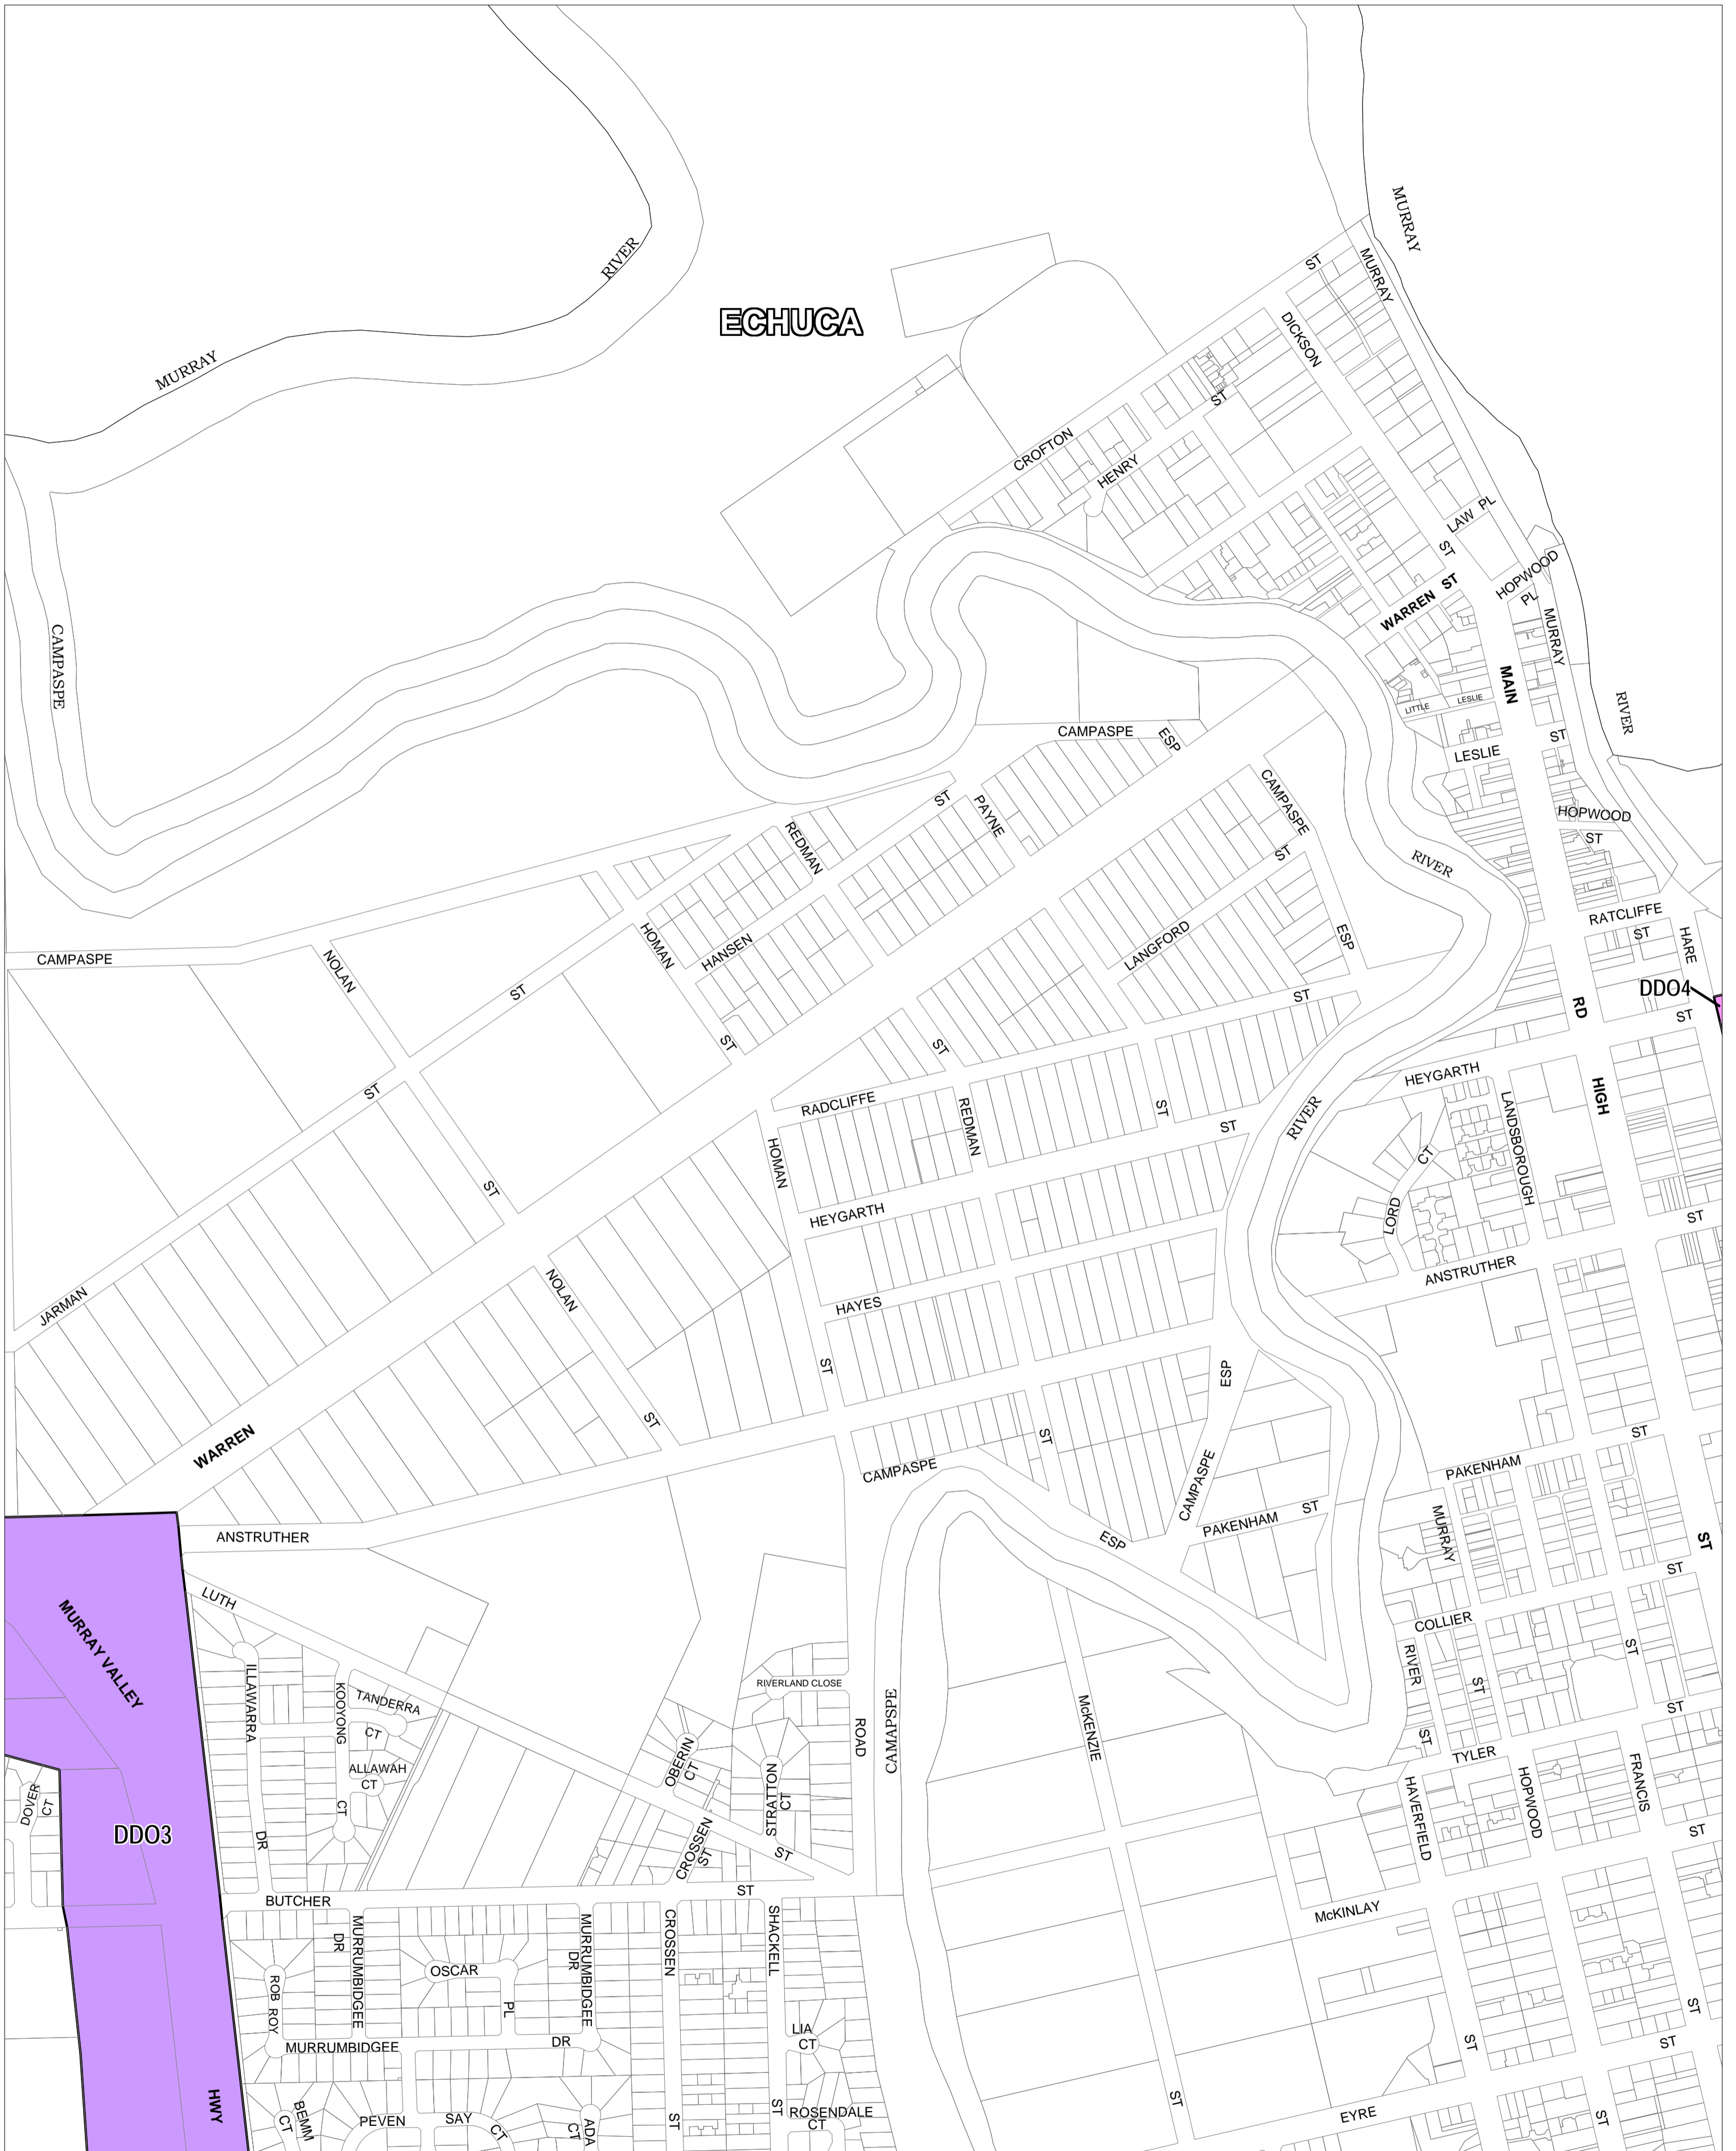 MURRAY
RIVER
ECHUCA
ST
MURRAY
DICKSON
MURRAY
ST
CROFTON
HENRY
LAW PL
ST
HOPWOOD
PL
WARREN ST
MURRAY
CAMPASPE
MAIN
LITTLE LESLIE
RIVER
CAMPASPE
ESP
ST
LESLIE
CAMPASPE
ST
PAYNE
HOPWOOD
ST
REDMAN
ST
RIVER
RATCLIFFE
ST
HARE
HOMAN
HANSEN
LANGFORD
ESP
CAMPASPE
NOLAN
ST
ST
DDO4
RD
ST
ST
ST
HEYGARTH
ST
RADCLIFFE
REDMAN
ST
ST
RIVER
LANDSBOROUGH
HIGH
CT
HOMAN
ST
LORD
HEYGARTH
ST
ANSTRUTHER
JARMAN
NOLAN
HAYES
ST
ESP
WARREN
ST
ST
ST
CAMPASPE
CAMPASPE
PAKENHAM
ST
PAKENHAM
ANSTRUTHER
ESP
MURRAY
ST
ST
LUTH
MURRAY VALLEY
COLLIER
ST
RIVER
ST
ILLAWARRA
KOOYONG
TANDERRA
CT
RIVERLAND CLOSE
CAMAPSPE
McKENZIE
ST
ROAD
OBERIN
CT
ST
TYLER
ALLAWAH
CT
STRATTON
CT
DOVER
CT
HAVERFIELD
HOPWOOD
FRANCIS
CT
DDO3
DR
CROSSEN
ST
ST
ST
BUTCHER
ST
McKINLAY
MURRUMBIDGEE
DR
MURRUMBIDGEE
DR
CROSSEN
SHACKELL
OSCAR
PL
ROB ROY
ST
LIA
CT
MURRUMBIDGEE
DR
ST
ST
HWY
BEMM
CT
PEVEN
SAY
CT
ADA
CT
ST
ST
ROSENDALE
CT
ST
EYRE
ST